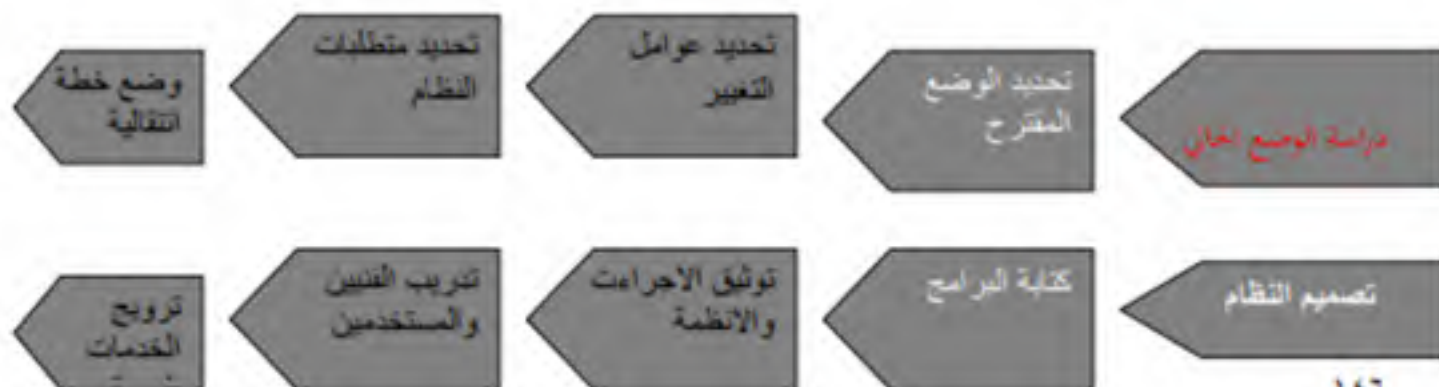 دراسة الوضع الحالي
تحديد الوضع
المقترح
تحديد عوامل
التغيير
تحديد متطلبات
النظام
وضع خطة
انتقالية
تصميم النظام
كتابة البرامج
توثيق الاجراءت
والانظمة
تدريب الفنيين
والمستخدمين
ترويج
الخدمات